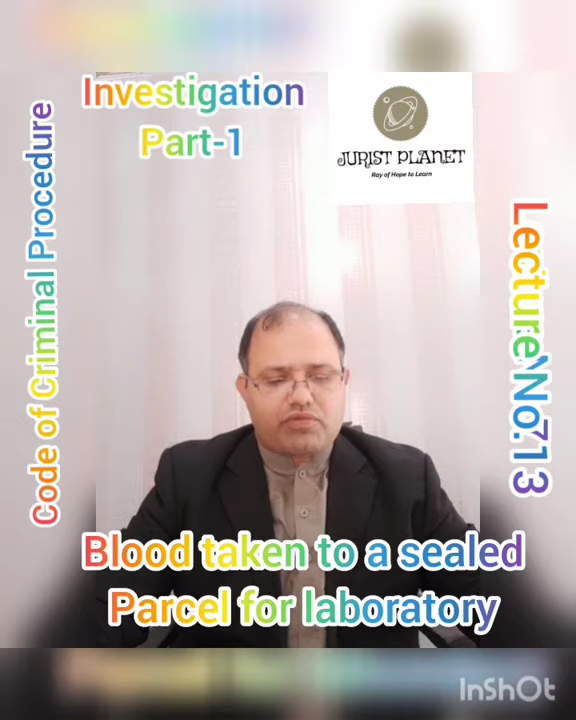 Investigation
Part-1
JURIST PLANET
Ray of Hope to Learn
Code of Criminal Procedure
Lecture No.13
Blood taken to a sealed
Parcel for laboratory
InShOt